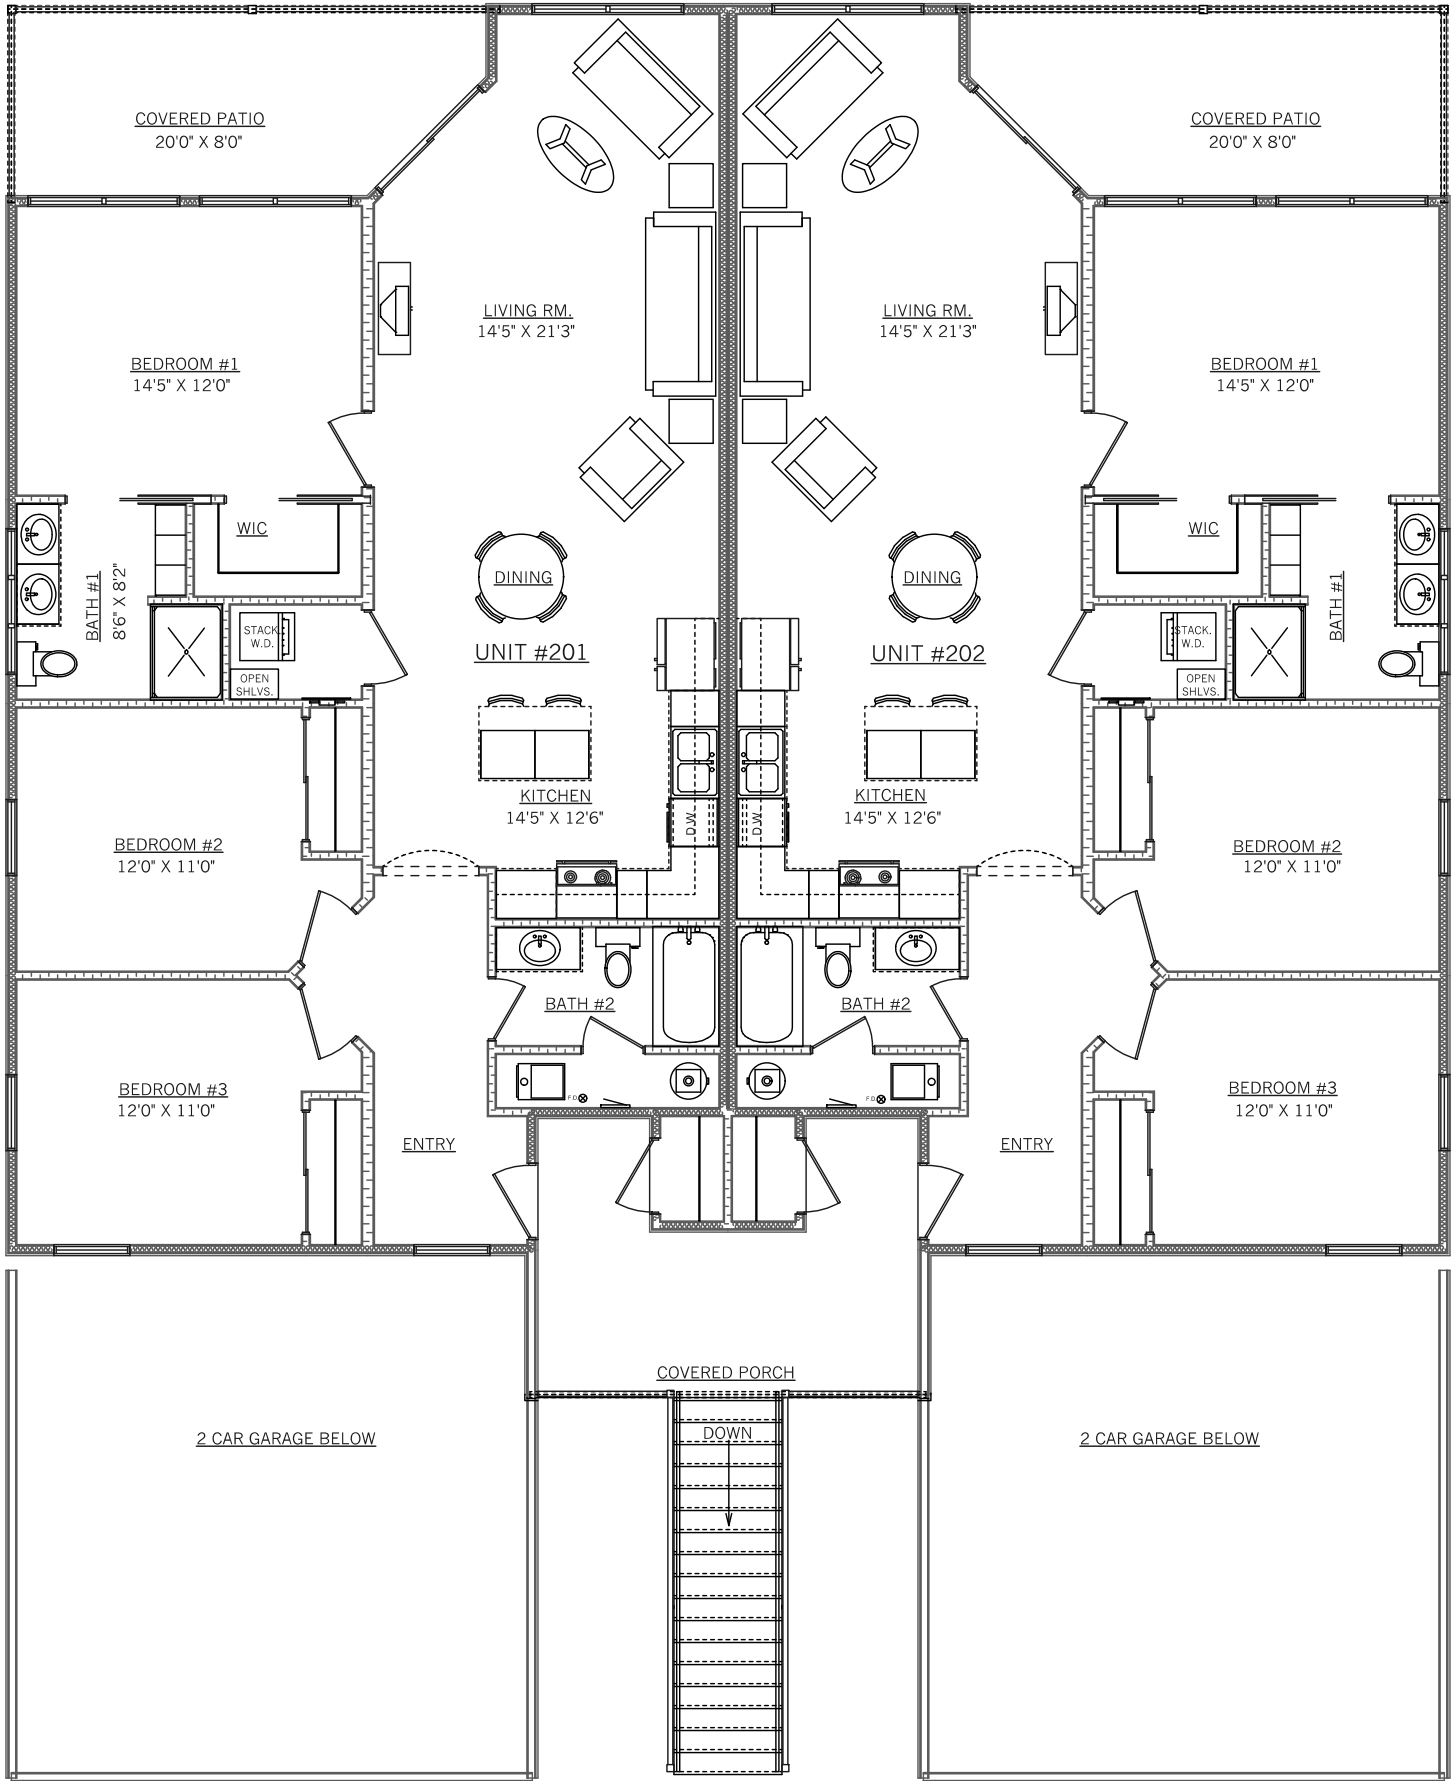 COVERED PATIO
20'0" X 8'0"
COVERED PATIO
20'0" X 8'0"
LIVING RM.
14'5" X 21'3"
LIVING RM.
14'5" X 21'3"
BEDROOM #1
14'5" X 12'0"
BEDROOM #1
14'5" X 12'0"
WIC
WIC
DINING
DINING
BATH #1
8'6" X 8'2"
BATH #1
STACK.
W.D.
STACK.
W.D.
UNIT #201
UNIT #202
OPEN
SHLVS.
OPEN
SHLVS.
KITCHEN
14'5" X 12'6"
KITCHEN
14'5" X 12'6"
D.W.
D.W.
BEDROOM #2
12'0" X 11'0"
BEDROOM #2
12'0" X 11'0"
BATH #2
BATH #2
BEDROOM #3
12'0" X 11'0"
F.D.
F.D.
BEDROOM #3
12'0" X 11'0"
ENTRY
ENTRY
COVERED PORCH
DOWN
2 CAR GARAGE BELOW
2 CAR GARAGE BELOW